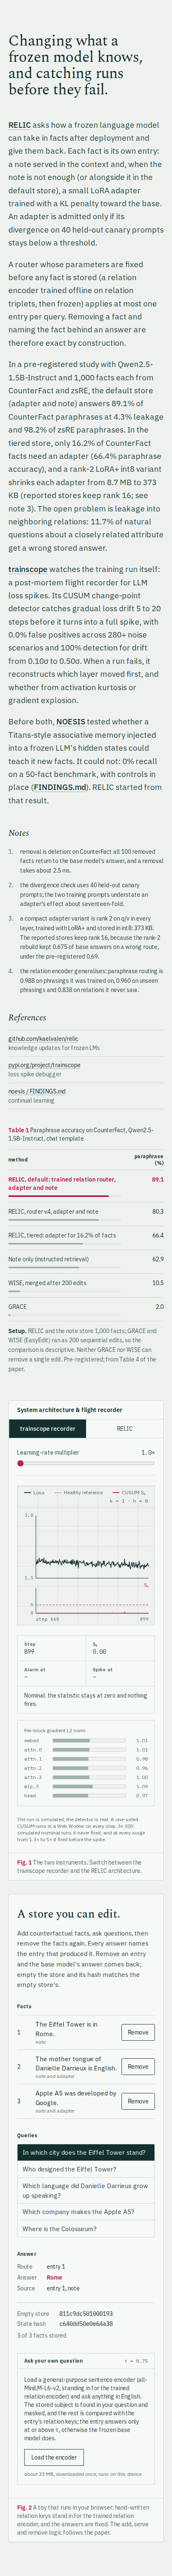 Changing what a
frozen model knows,
and catching runs
before they fail.
RELIC asks how a frozen language model
can take in facts after deployment and
give them back. Each fact is its own entry:
a note served in the context and, when the
note is not enough (or alongside it in the
default store), a small LoRA adapter
trained with a KL penalty toward the base.
An adapter is admitted only if its
divergence on 40 held-out canary prompts
stays below a threshold.
A router whose parameters are fixed
before any fact is stored (a relation
encoder trained offline on relation
triplets, then frozen) applies at most one
entry per query. Removing a fact and
naming the fact behind an answer are
therefore exact by construction.
In a pre-registered study with Qwen2.5-
1.5B-Instruct and 1,000 facts each from
CounterFact and zsRE, the default store
(adapter and note) answers 89.1% of
CounterFact paraphrases at 4.3% leakage
and 98.2% of zsRE paraphrases. In the
tiered store, only 16.2% of CounterFact
facts need an adapter (66.4% paraphrase
accuracy), and a rank-2 LoRA+ int8 variant
shrinks each adapter from 8.7 MB to 373
KB (reported stores keep rank 16; see
note 3). The open problem is leakage into
neighboring relations: 11.7% of natural
questions about a closely related attribute
get a wrong stored answer.
trainscope watches the training run itself:
a post-mortem flight recorder for LLM
loss spikes. Its CUSUM change-point
detector catches gradual loss drift 5 to 20
steps before it turns into a full spike, with
0.0% false positives across 280+ noise
scenarios and 100% detection for drift
from 0.10σ to 0.50σ. When a run fails, it
reconstructs which layer moved first, and
whether from activation kurtosis or
gradient explosion.
Before both, NOESIS tested whether a
Titans-style associative memory injected
into a frozen LLM's hidden states could
teach it new facts. It could not: 0% recall
on a 50-fact benchmark, with controls in
place (FINDINGS.md). RELIC started from
that result.
Notes
1. removal is deletion: on CounterFact all 100 removed
facts return to the base model's answer, and a removal
takes about 2.5 ms.
2. the divergence check uses 40 held-out canary
prompts; the two training prompts understate an
adapter's effect about seventeen-fold.
3. a compact adapter variant is rank 2 on q/v in every
layer, trained with LoRA+ and stored in int8: 373 KB.
The reported stores keep rank 16, because the rank-2
rebuild kept 0.675 of base answers on a wrong route,
under the pre-registered 0.69.
4. the relation encoder generalises: paraphrase routing is
0.988 on phrasings it was trained on, 0.960 on unseen
phrasings and 0.838 on relations it never saw.
References
github.com/kaelvalen/relic
knowledge updates for frozen LMs
pypi.org/project/trainscope
loss spike debugger
noesis / FINDINGS.md
continual learning
Table 1 Paraphrase accuracy on CounterFact, Qwen2.5-
1.5B-Instruct, chat template
method paraphrase (%)
RELIC, default: trained relation router, adapter and note 89.1
RELIC, router v4, adapter and note 80.3
RELIC, tiered: adapter for 16.2% of facts 66.4
Note only (instructed retrieval) 62.9
WISE, merged after 200 edits 10.5
GRACE 2.0
Setup. RELIC and the note store 1,000 facts; GRACE and
WISE (EasyEdit) ran as 200 sequential edits, so the
comparison is descriptive. Neither GRACE nor WISE can
remove a single edit. Pre-registered; from Table 4 of the
paper.
System architecture & flight recorder
trainscope recorder RELIC
Learning-rate multiplier 1.0×
Loss Healthy reference CUSUM Sₖ
k = 1 · h = 8
3.0
1.5
Sₖ
h
0
step 660 899
Step
899
Sₖ
0.00
Alarm at
–
Spike at
–
Nominal: the statistic stays at zero and nothing
fires.
Per-block gradient L2 norm
embed 1.01
attn.0 1.01
attn.1 0.98
attn.2 0.96
attn.3 1.00
mlp.3 1.09
head 0.97
The run is simulated; the detector is real. A one-sided
CUSUM runs in a Web Worker on every step. In 300
simulated nominal runs it never fired, and at every surge
from 1.3× to 5× it fired before the spike.
Fig. 1 The two instruments. Switch between the
trainscope recorder and the RELIC architecture.
A store you can edit.
Add counterfactual facts, ask questions, then
remove the facts again. Every answer names
the entry that produced it. Remove an entry
and the base model's answer comes back;
empty the store and its hash matches the
empty store's.
Facts
1 The Eiffel Tower is in Rome. Remove
note
2 The mother tongue of Danielle Darrieux is English. Remove
note and adapter
3 Apple A5 was developed by Google. Remove
note and adapter
Queries
In which city does the Eiffel Tower stand?
Who designed the Eiffel Tower?
Which language did Danielle Darrieux grow
up speaking?
Which company makes the Apple A5?
Where is the Colosseum?
Answer
Route entry 1
Answer Rome
Source entry 1, note
Empty store 811c9dc501000193
State hash c640dd50e0e64a38
3 of 3 facts stored
Ask your own question τ = 0.75
Load a general-purpose sentence encoder (all-
MiniLM-L6-v2, standing in for the trained
relation encoder) and ask anything in English.
The stored subject is found in your question and
masked, and the rest is compared with the
entry's relation keys; the entry answers only
at or above τ, otherwise the frozen base
model does.
Load the encoder
about 23 MB, downloaded once, runs on this device
Fig. 2 A toy that runs in your browser: hand-written
relation keys stand in for the trained relation
encoder, and the answers are fixed. The add, serve
and remove logic follows the paper.